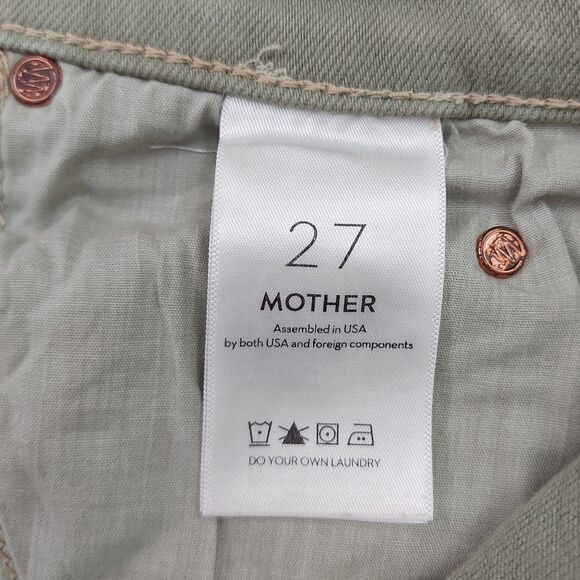 27
MOTHER
Assembled in USA
by both USA and foreign components
DO YOUR OWN LAUNDRY